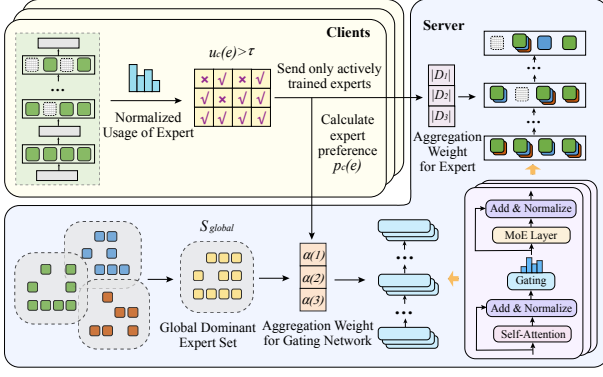 Clients
u_c(e)>τ
× √ √ ×
√ × √ √
√ √ × √
Normalized
Usage of Expert
Send only actively
trained experts
Calculate
expert
preference
p_c(e)
Server
|D₁|
|D₂|
|D₃|
Aggregation
Weight
for Expert
...
...
...
S_global
Global Dominant
Expert Set
α(1)
α(2)
α(3)
Aggregation Weight
for Gating Network
...
...
Add & Normalize
MoE Layer
Gating
Add & Normalize
Self-Attention